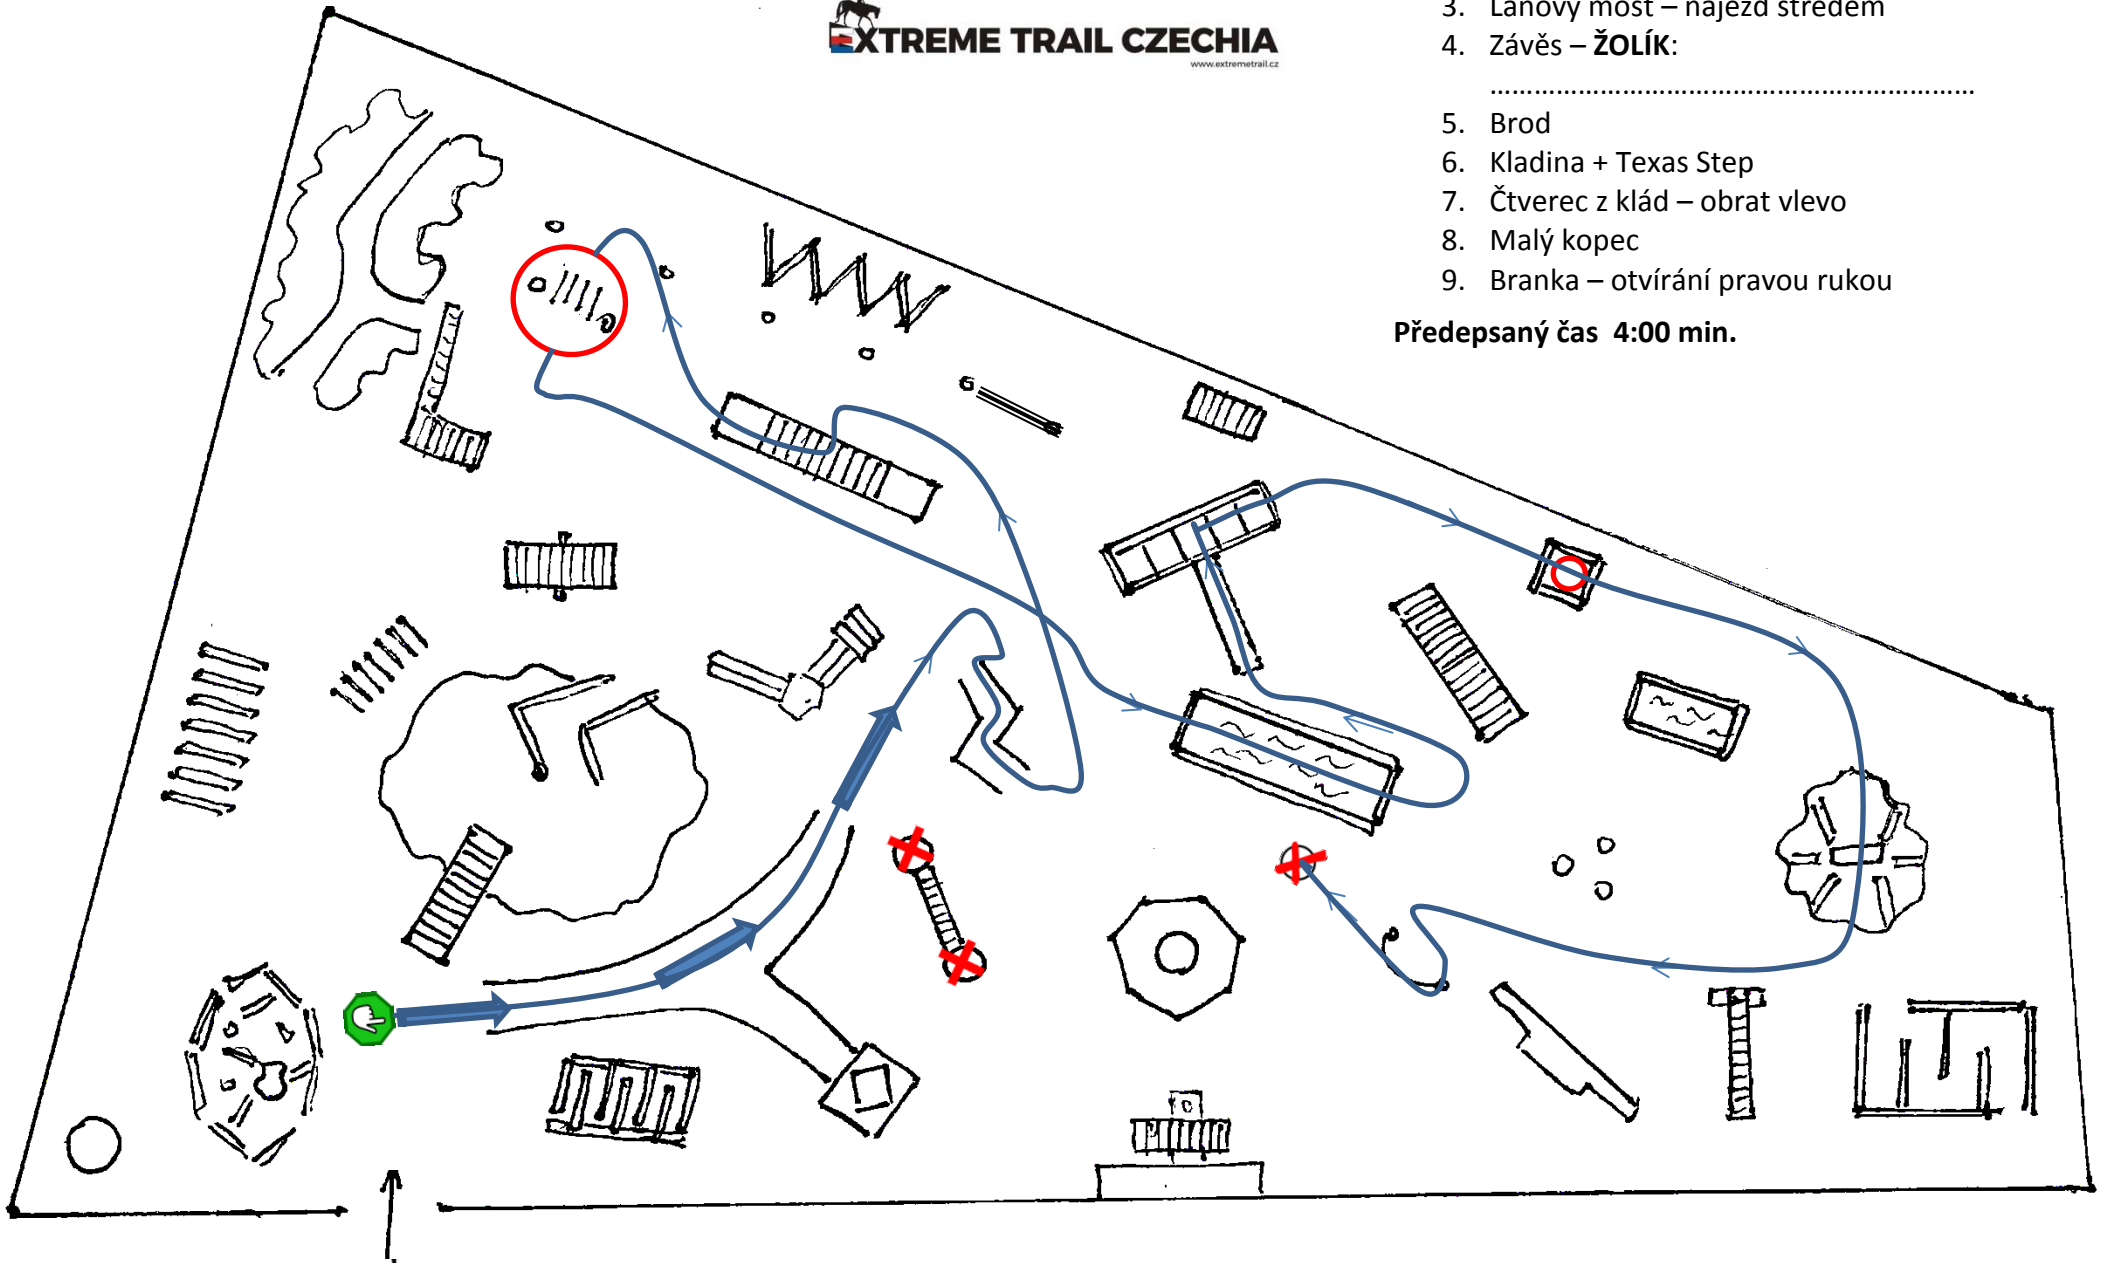 EXTREME TRAIL CZECHIA
www.extremetrail.cz
3. Lanový most – nájezd středem
4. Závěs – ŽOLÍK:
..................................................................
5. Brod
6. Kladina + Texas Step
7. Čtverec z klád – obrat vlevo
8. Malý kopec
9. Branka – otvírání pravou rukou
Předepsaný čas 4:00 min.